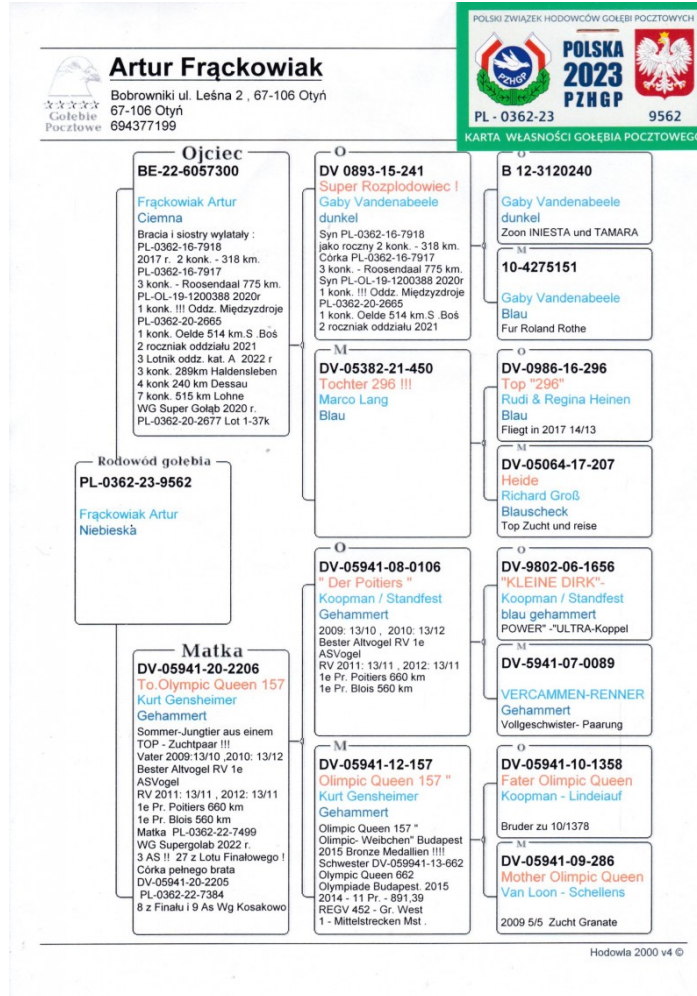 Artur Frąckowiak
Bobrowniki ul. Leśna 2 , 67-106 Otyń
67-106 Otyń
694377199
Gołebie
Pocztowe
POLSKI ZWIĄZEK HODOWCÓW GOŁĘBI POCZTOWYCH
PZHGP
POLSKA
2023
PZHGP
PL - 0362-23 9562
KARTA WŁASNOŚCI GOŁĘBIA POCZTOWEGO
Ojciec
BE-22-6057300
Frąckowiak Artur
Ciemna
Bracia i siostry wylatały :
PL-0362-16-7918
2017 r. 2 konk. - 318 km.
PL-0362-16-7917
3 konk. - Roosendaal 775 km.
PL-OL-19-1200388 2020r
1 konk. !!! Oddz. Międzyzdroje
PL-0362-20-2665
1 konk. Oelde 514 km.S .Boś
2 roczniak oddziału 2021
3 Lotnik oddz. kat. A 2022 r
3 konk. 289km Haldensleben
4 konk 240 km Dessau
7 konk. 515 km Lohne
WG Super Gołąb 2020 r.
PL-0362-20-2677 Lot 1-37k
Rodowód gołebia
PL-0362-23-9562
Frąckowiak Artur
Niebieska
Matka
DV-05941-20-2206
To.Olympic Queen 157
Kurt Gensheimer
Gehammert
Sommer-Jungtier aus einem
TOP - Zuchtpaar !!!
Vater 2009:13/10 ,2010: 13/12
Bester Altvogel RV 1e
ASVogel
RV 2011: 13/11 , 2012: 13/11
1e Pr. Poitiers 660 km
1e Pr. Blois 560 km
Matka PL-0362-22-7499
WG Supergolab 2022 r.
3 AS !! 27 z Lotu Finałowego !
Córka pełnego brata
DV-05941-20-2205
PL-0362-22-7384
8 z Finału i 9 As Wg Kosakowo
O
DV 0893-15-241
Super Rozplodowiec !
Gaby Vandenabeele
dunkel
Syn PL-0362-16-7918
jako roczny 2 konk. - 318 km.
Córka PL-0362-16-7917
3 konk. - Roosendaal 775 km.
Syn PL-OL-19-1200388 2020r
1 konk. !!! Oddz. Międzyzdroje
PL-0362-20-2665
1 konk. Oelde 514 km.S .Boś
2 roczniak oddziału 2021
M
DV-05382-21-450
Tochter 296 !!!
Marco Lang
Blau
O
DV-05941-08-0106
" Der Poitiers "
Koopman / Standfest
Gehammert
2009: 13/10 , 2010: 13/12
Bester Altvogel RV 1e
ASVogel
RV 2011: 13/11 , 2012: 13/11
1e Pr. Poitiers 660 km
1e Pr. Blois 560 km
M
DV-05941-12-157
Olimpic Queen 157 "
Kurt Gensheimer
Gehammert
Olimpic Queen 157 "
Olimpic- Weibchen" Budapest
2015 Bronze Medallien !!!!
Schwester DV-059941-13-662
Olympic Queen 662
Olympiade Budapest. 2015
2014 - 11 Pr. - 891,39
REGV 452 - Gr. West
1 - Mittelstrecken Mst .
O
B 12-3120240
Gaby Vandenabeele
dunkel
Zoon INIESTA und TAMARA
M
10-4275151
Gaby Vandenabeele
Blau
Fur Roland Rothe
O
DV-0986-16-296
Top "296"
Rudi & Regina Heinen
Blau
Fliegt in 2017 14/13
M
DV-05064-17-207
Heide
Richard Groß
Blauscheck
Top Zucht und reise
O
DV-9802-06-1656
"KLEINE DIRK"-
Koopman / Standfest
blau gehammert
POWER" -"ULTRA-Koppel
M
DV-5941-07-0089
VERCAMMEN-RENNER
Gehammert
Vollgeschwister- Paarung
O
DV-05941-10-1358
Fater Olimpic Queen
Koopman - Lindeiauf
Bruder zu 10/1378
M
DV-05941-09-286
Mother Olimpic Queen
Van Loon - Schellens
2009 5/5 Zucht Granate
Hodowla 2000 v4 ©